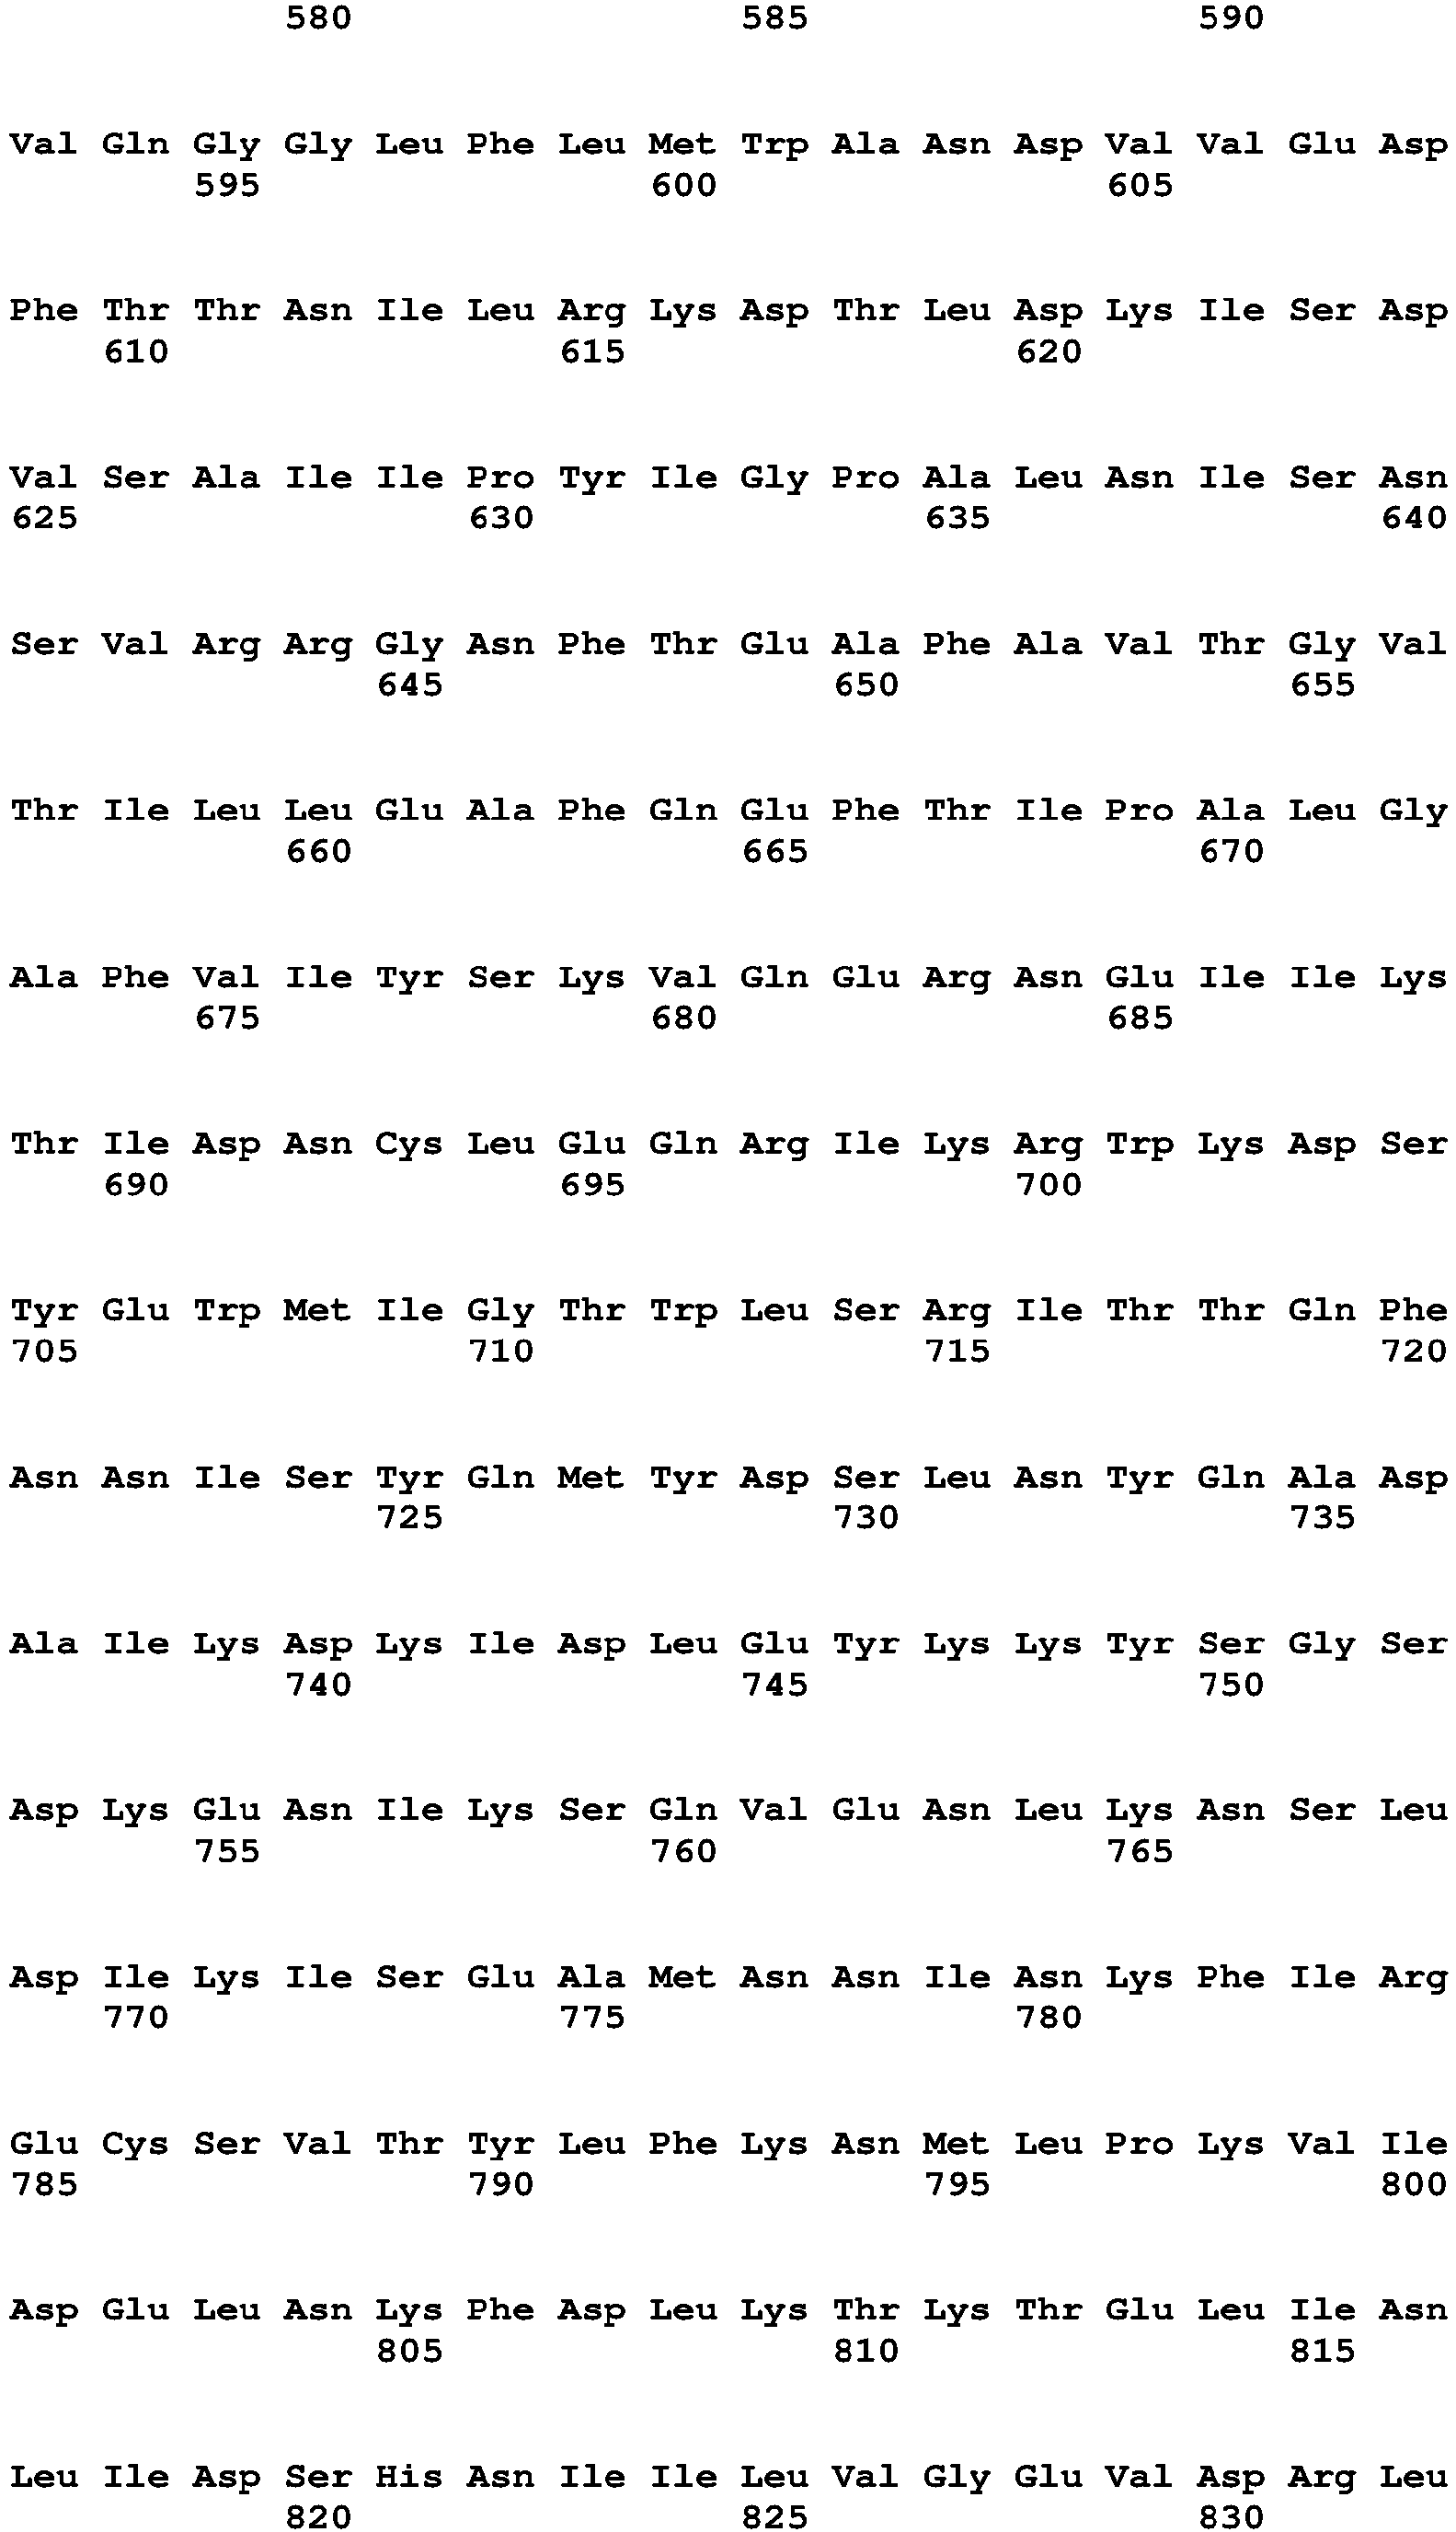 580 585 590
Val Gln Gly Gly Leu Phe Leu Met Trp Ala Asn Asp Val Val Glu Asp
595 600 605
Phe Thr Thr Asn Ile Leu Arg Lys Asp Thr Leu Asp Lys Ile Ser Asp
610 615 620
Val Ser Ala Ile Ile Pro Tyr Ile Gly Pro Ala Leu Asn Ile Ser Asn
625 630 635 640
Ser Val Arg Arg Gly Asn Phe Thr Glu Ala Phe Ala Val Thr Gly Val
645 650 655
Thr Ile Leu Leu Glu Ala Phe Gln Glu Phe Thr Ile Pro Ala Leu Gly
660 665 670
Ala Phe Val Ile Tyr Ser Lys Val Gln Glu Arg Asn Glu Ile Ile Lys
675 680 685
Thr Ile Asp Asn Cys Leu Glu Gln Arg Ile Lys Arg Trp Lys Asp Ser
690 695 700
Tyr Glu Trp Met Ile Gly Thr Trp Leu Ser Arg Ile Thr Thr Gln Phe
705 710 715 720
Asn Asn Ile Ser Tyr Gln Met Tyr Asp Ser Leu Asn Tyr Gln Ala Asp
725 730 735
Ala Ile Lys Asp Lys Ile Asp Leu Glu Tyr Lys Lys Tyr Ser Gly Ser
740 745 750
Asp Lys Glu Asn Ile Lys Ser Gln Val Glu Asn Leu Lys Asn Ser Leu
755 760 765
Asp Ile Lys Ile Ser Glu Ala Met Asn Asn Ile Asn Lys Phe Ile Arg
770 775 780
Glu Cys Ser Val Thr Tyr Leu Phe Lys Asn Met Leu Pro Lys Val Ile
785 790 795 800
Asp Glu Leu Asn Lys Phe Asp Leu Lys Thr Lys Thr Glu Leu Ile Asn
805 810 815
Leu Ile Asp Ser His Asn Ile Ile Leu Val Gly Glu Val Asp Arg Leu
820 825 830